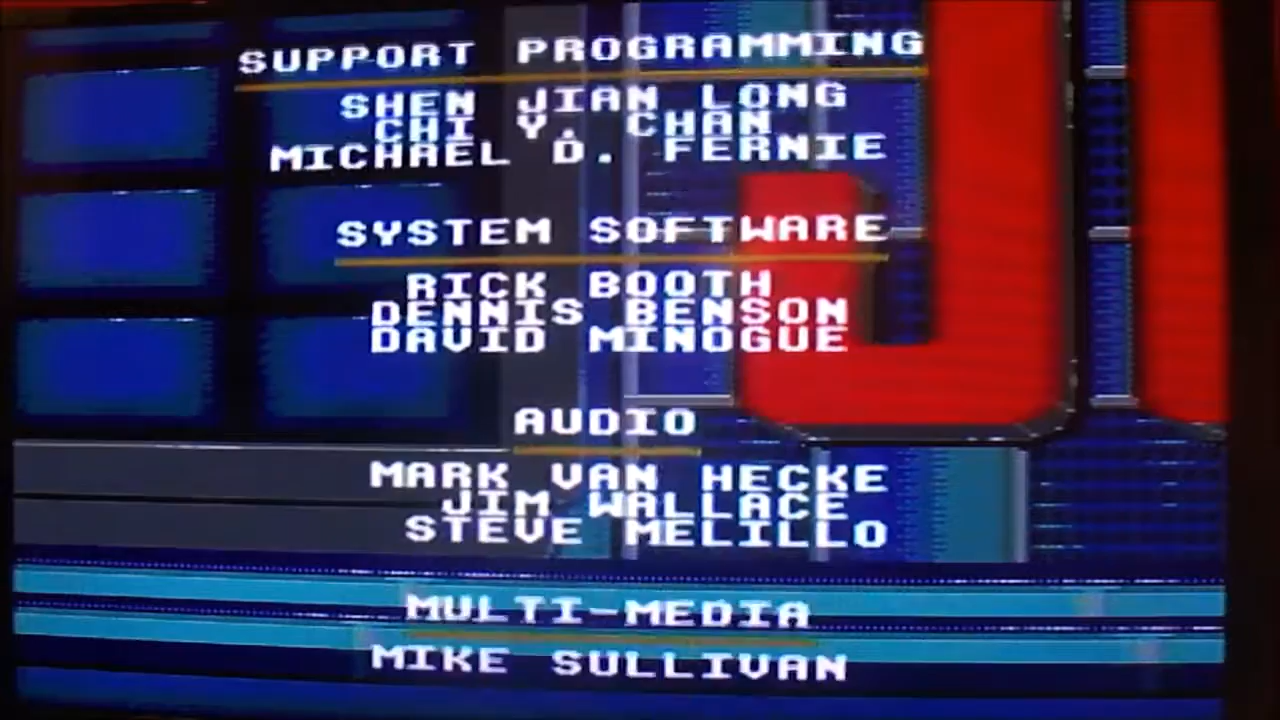 SUPPORT PROGRAMMING
SHEN JIAN LONG
CHI Y. CHAN
MICHAEL D. FERNIE
SYSTEM SOFTWARE
RICK BOOTH
DENNIS BENSON
DAVID MINOGUE
AUDIO
MARK VAN HECKE
JIM WALLACE
STEVE MELILLO
MULTI-MEDIA
MIKE SULLIVAN